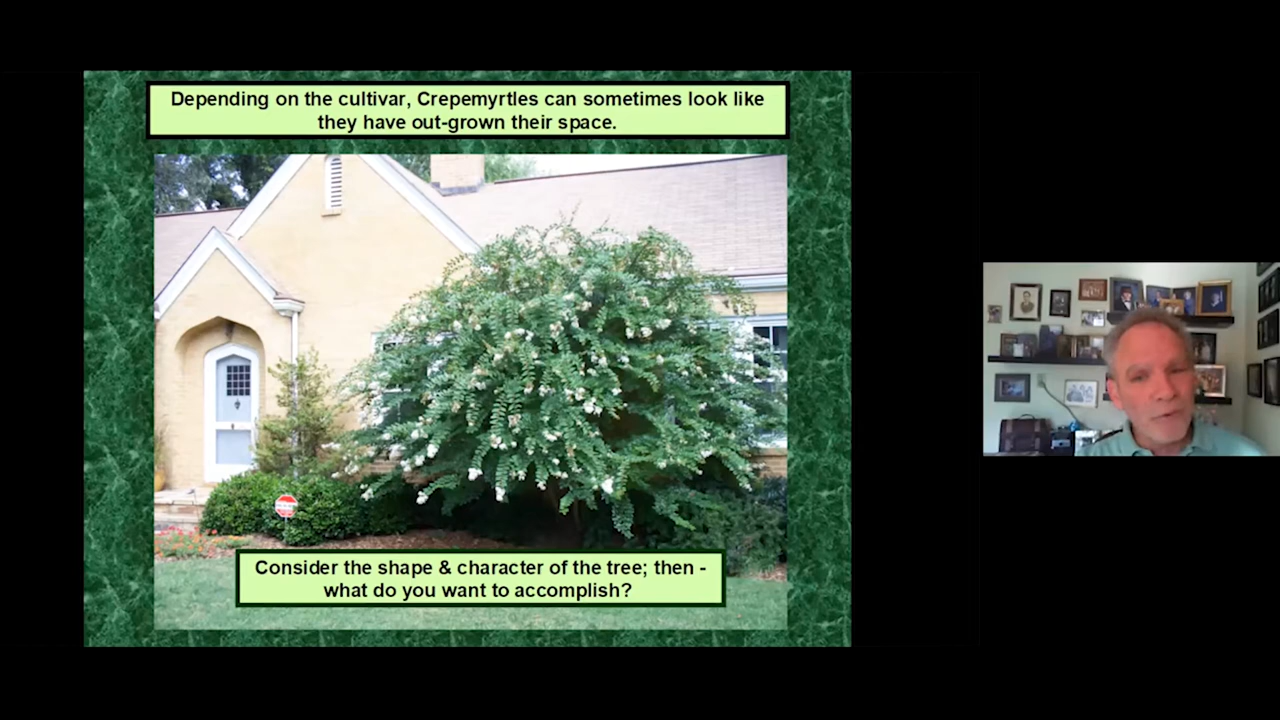 Depending on the cultivar, Crepemyrtles can sometimes look like
they have out-grown their space.
Consider the shape & character of the tree; then -
what do you want to accomplish?